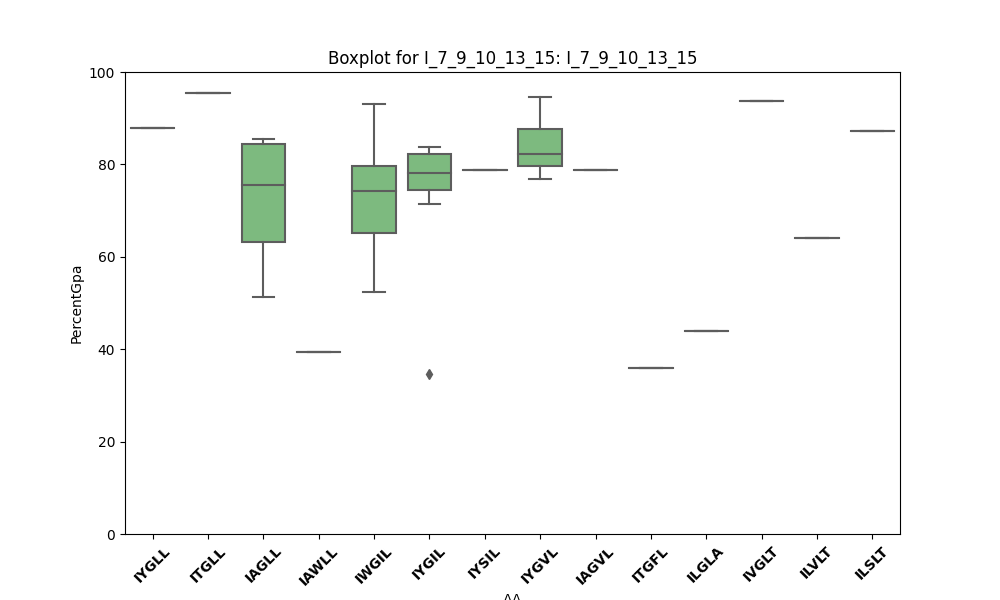 Boxplot for I_7_9_10_13_15: I_7_9_10_13_15
PercentGpa
100
80
60
40
20
0
IYGLL
ITGLL
IAGLL
IAWLL
IWGIL
IYGIL
IYSIL
IYGVL
IAGVL
ITGFL
ILGLA
IVGLT
ILVLT
ILSLT